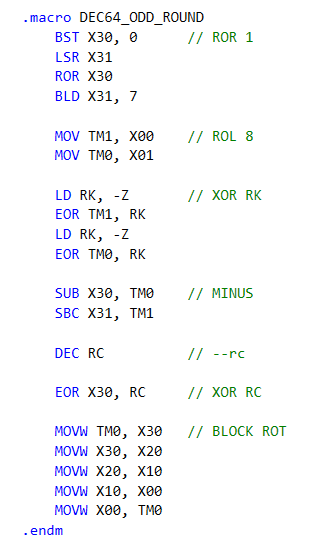 .macro DEC64_ODD_ROUND
BST X30, 0 // ROR 1
LSR X31
ROR X30
BLD X31, 7
MOV TM1, X00 // ROL 8
MOV TM0, X01
LD RK, -Z // XOR RK
EOR TM1, RK
LD RK, -Z
EOR TM0, RK
SUB X30, TM0 // MINUS
SBC X31, TM1
DEC RC // --rc
EOR X30, RC // XOR RC
MOVW TM0, X30 // BLOCK ROT
MOVW X30, X20
MOVW X20, X10
MOVW X10, X00
MOVW X00, TM0
.endm